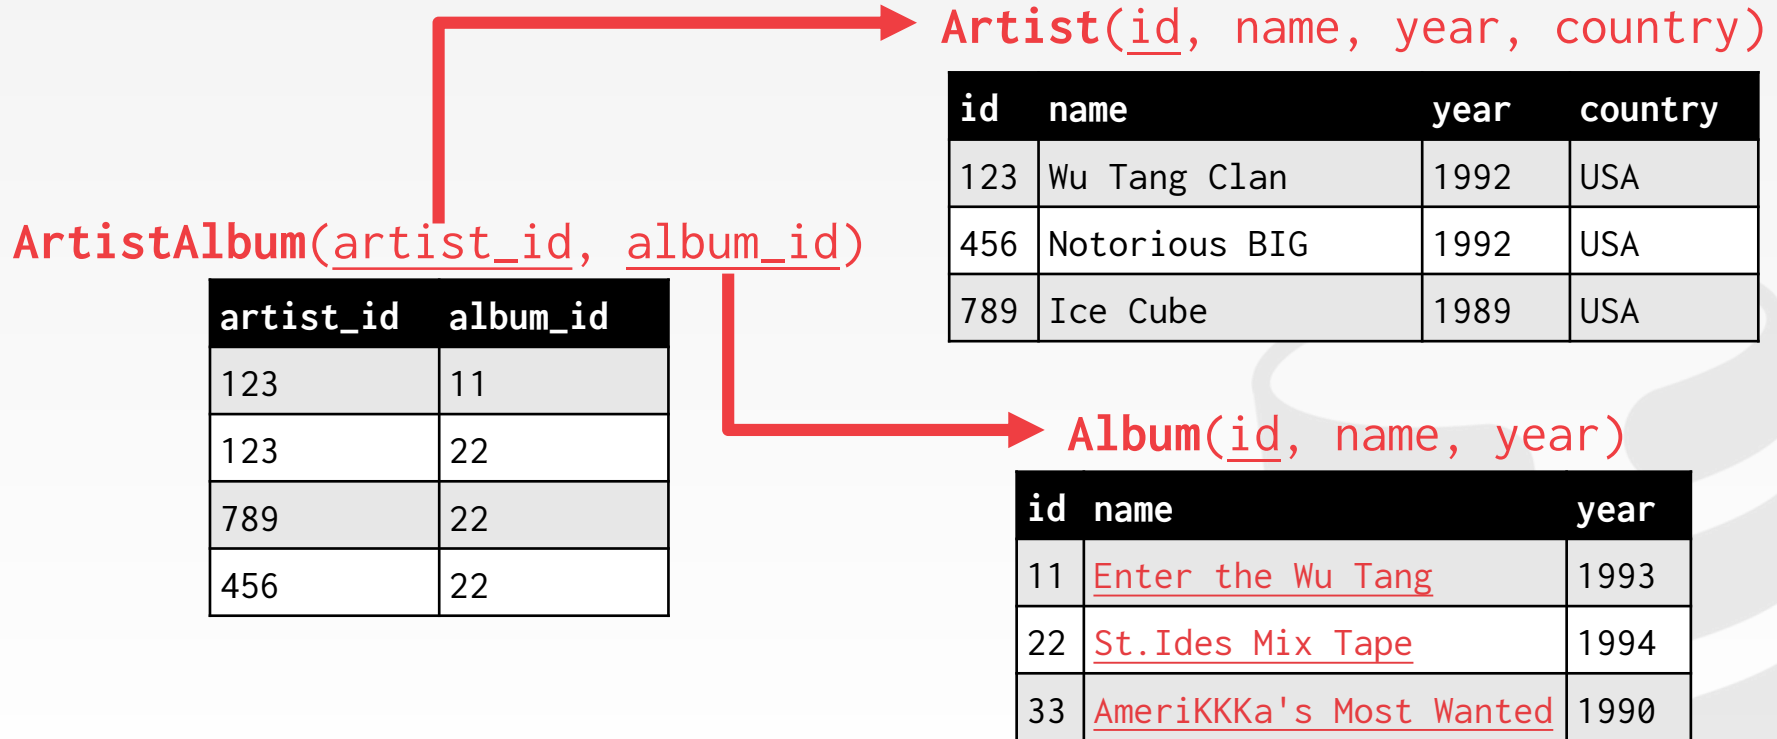 Artist(id, name, year, country)
id name year country
123 Wu Tang Clan 1992 USA
456 Notorious BIG 1992 USA
789 Ice Cube 1989 USA
ArtistAlbum(artist_id, album_id)
artist_id album_id
123 11
123 22
789 22
456 22
Album(id, name, year)
id name year
11 Enter the Wu Tang 1993
22 St.Ides Mix Tape 1994
33 AmeriKKKa's Most Wanted 1990